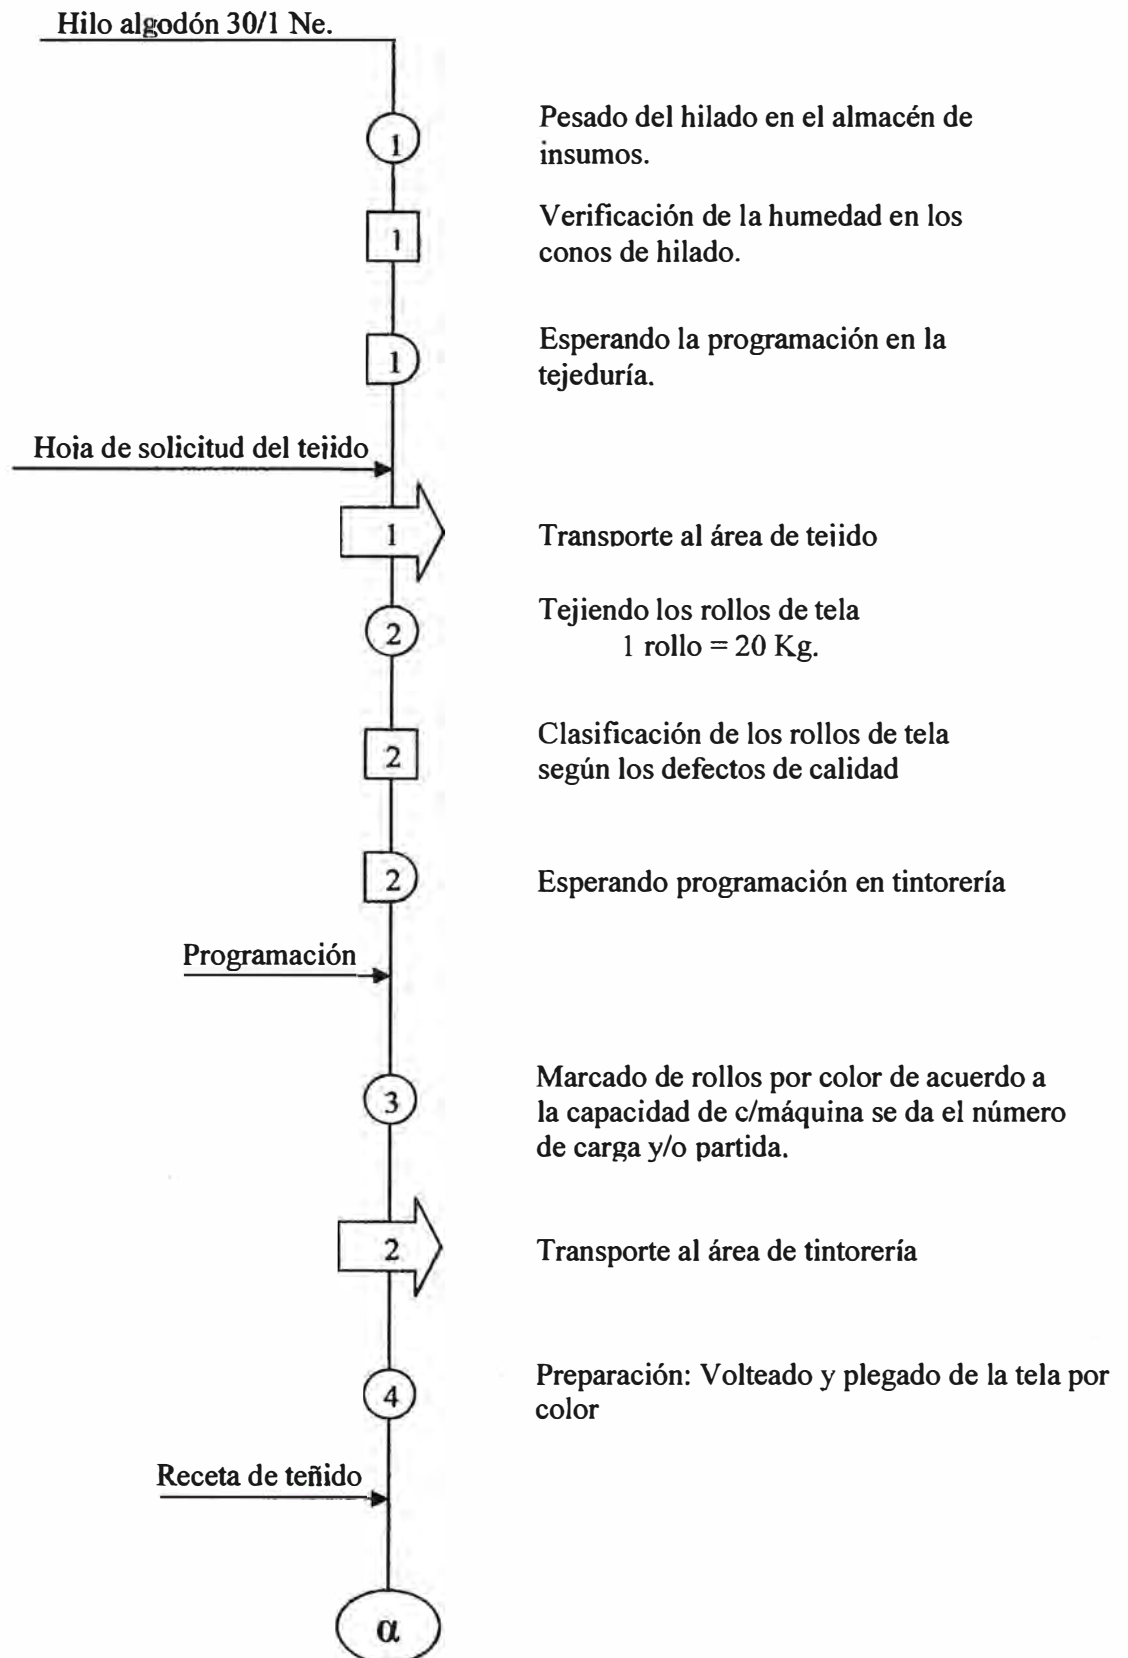 Hilo algodón 30/1 Ne.
1
Pesado del hilado en el almacén de
insumos.
1
Verificación de la humedad en los
conos de hilado.
1
Esperando la programación en la
tejeduría.
Hoja de solicitud del tejido
1
Transporte al área de tejido
2
Tejiendo los rollos de tela
1 rollo = 20 Kg.
2
Clasificación de los rollos de tela
según los defectos de calidad
2
Esperando programación en tintorería
Programación
3
Marcado de rollos por color de acuerdo a
la capacidad de c/máquina se da el número
de carga y/o partida.
2
Transporte al área de tintorería
4
Preparación: Volteado y plegado de la tela por
color
Receta de teñido
α